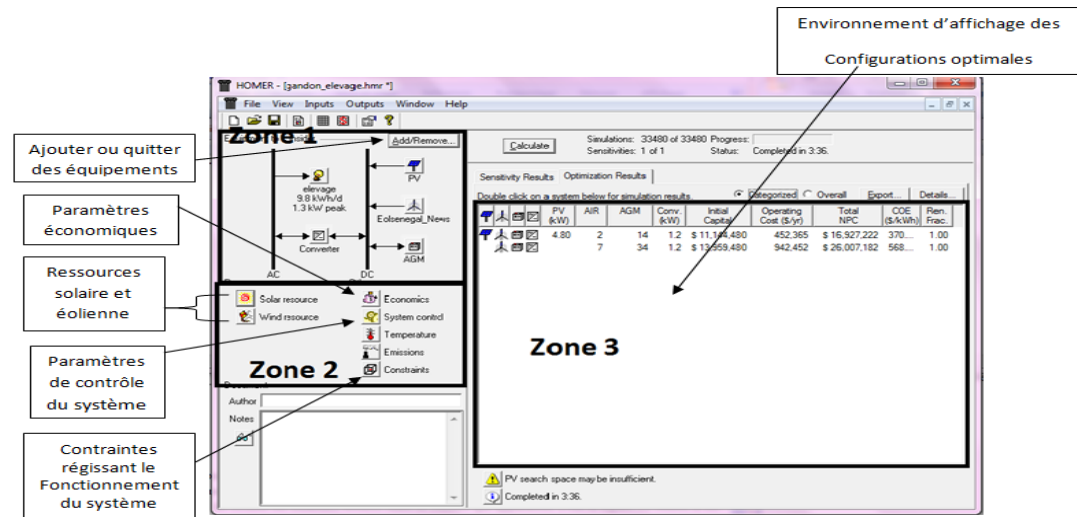 Environnement d'affichage des
Configurations optimales
HOMER - [gandon_elevage.hmr *]
File View Inputs Outputs Window Help
Zone 1
Add/Remove...
Ajouter ou quitter
des équipements
elevage
9.8 kWh/d
1.3 kW peak
PV
Eolsenegal_News
Converter
AGM
AC
DC
Paramètres
économiques
Ressources
solaire et
éolienne
Paramètres
de contrôle
du système
Contraintes
régissant le
Fonctionnement
du système
Solar resource
Wind resource
Economics
System control
Temperature
Emissions
Constraints
Zone 2
Author
Notes
Calculate
Simulations: 33480 of 33480 Progress:
Sensitivities: 1 of 1 Status: Completed in 3:36.
Sensitivity Results Optimization Results
Double click on a system below for simulation results.
Categorized Overall Export... Details...
PV (kW) AIR AGM Conv. (kW) Initial Capital Operating Cost ($/yr) Total NPC COE ($/kWh) Ren. Frac.
4.80 2 14 1.2 $ 11,144,480 452,365 $ 16,927,222 370.... 1.00
7 34 1.2 $ 13,959,480 942,452 $ 26,007,182 568.... 1.00
Zone 3
PV search space may be insufficient.
Completed in 3:36.